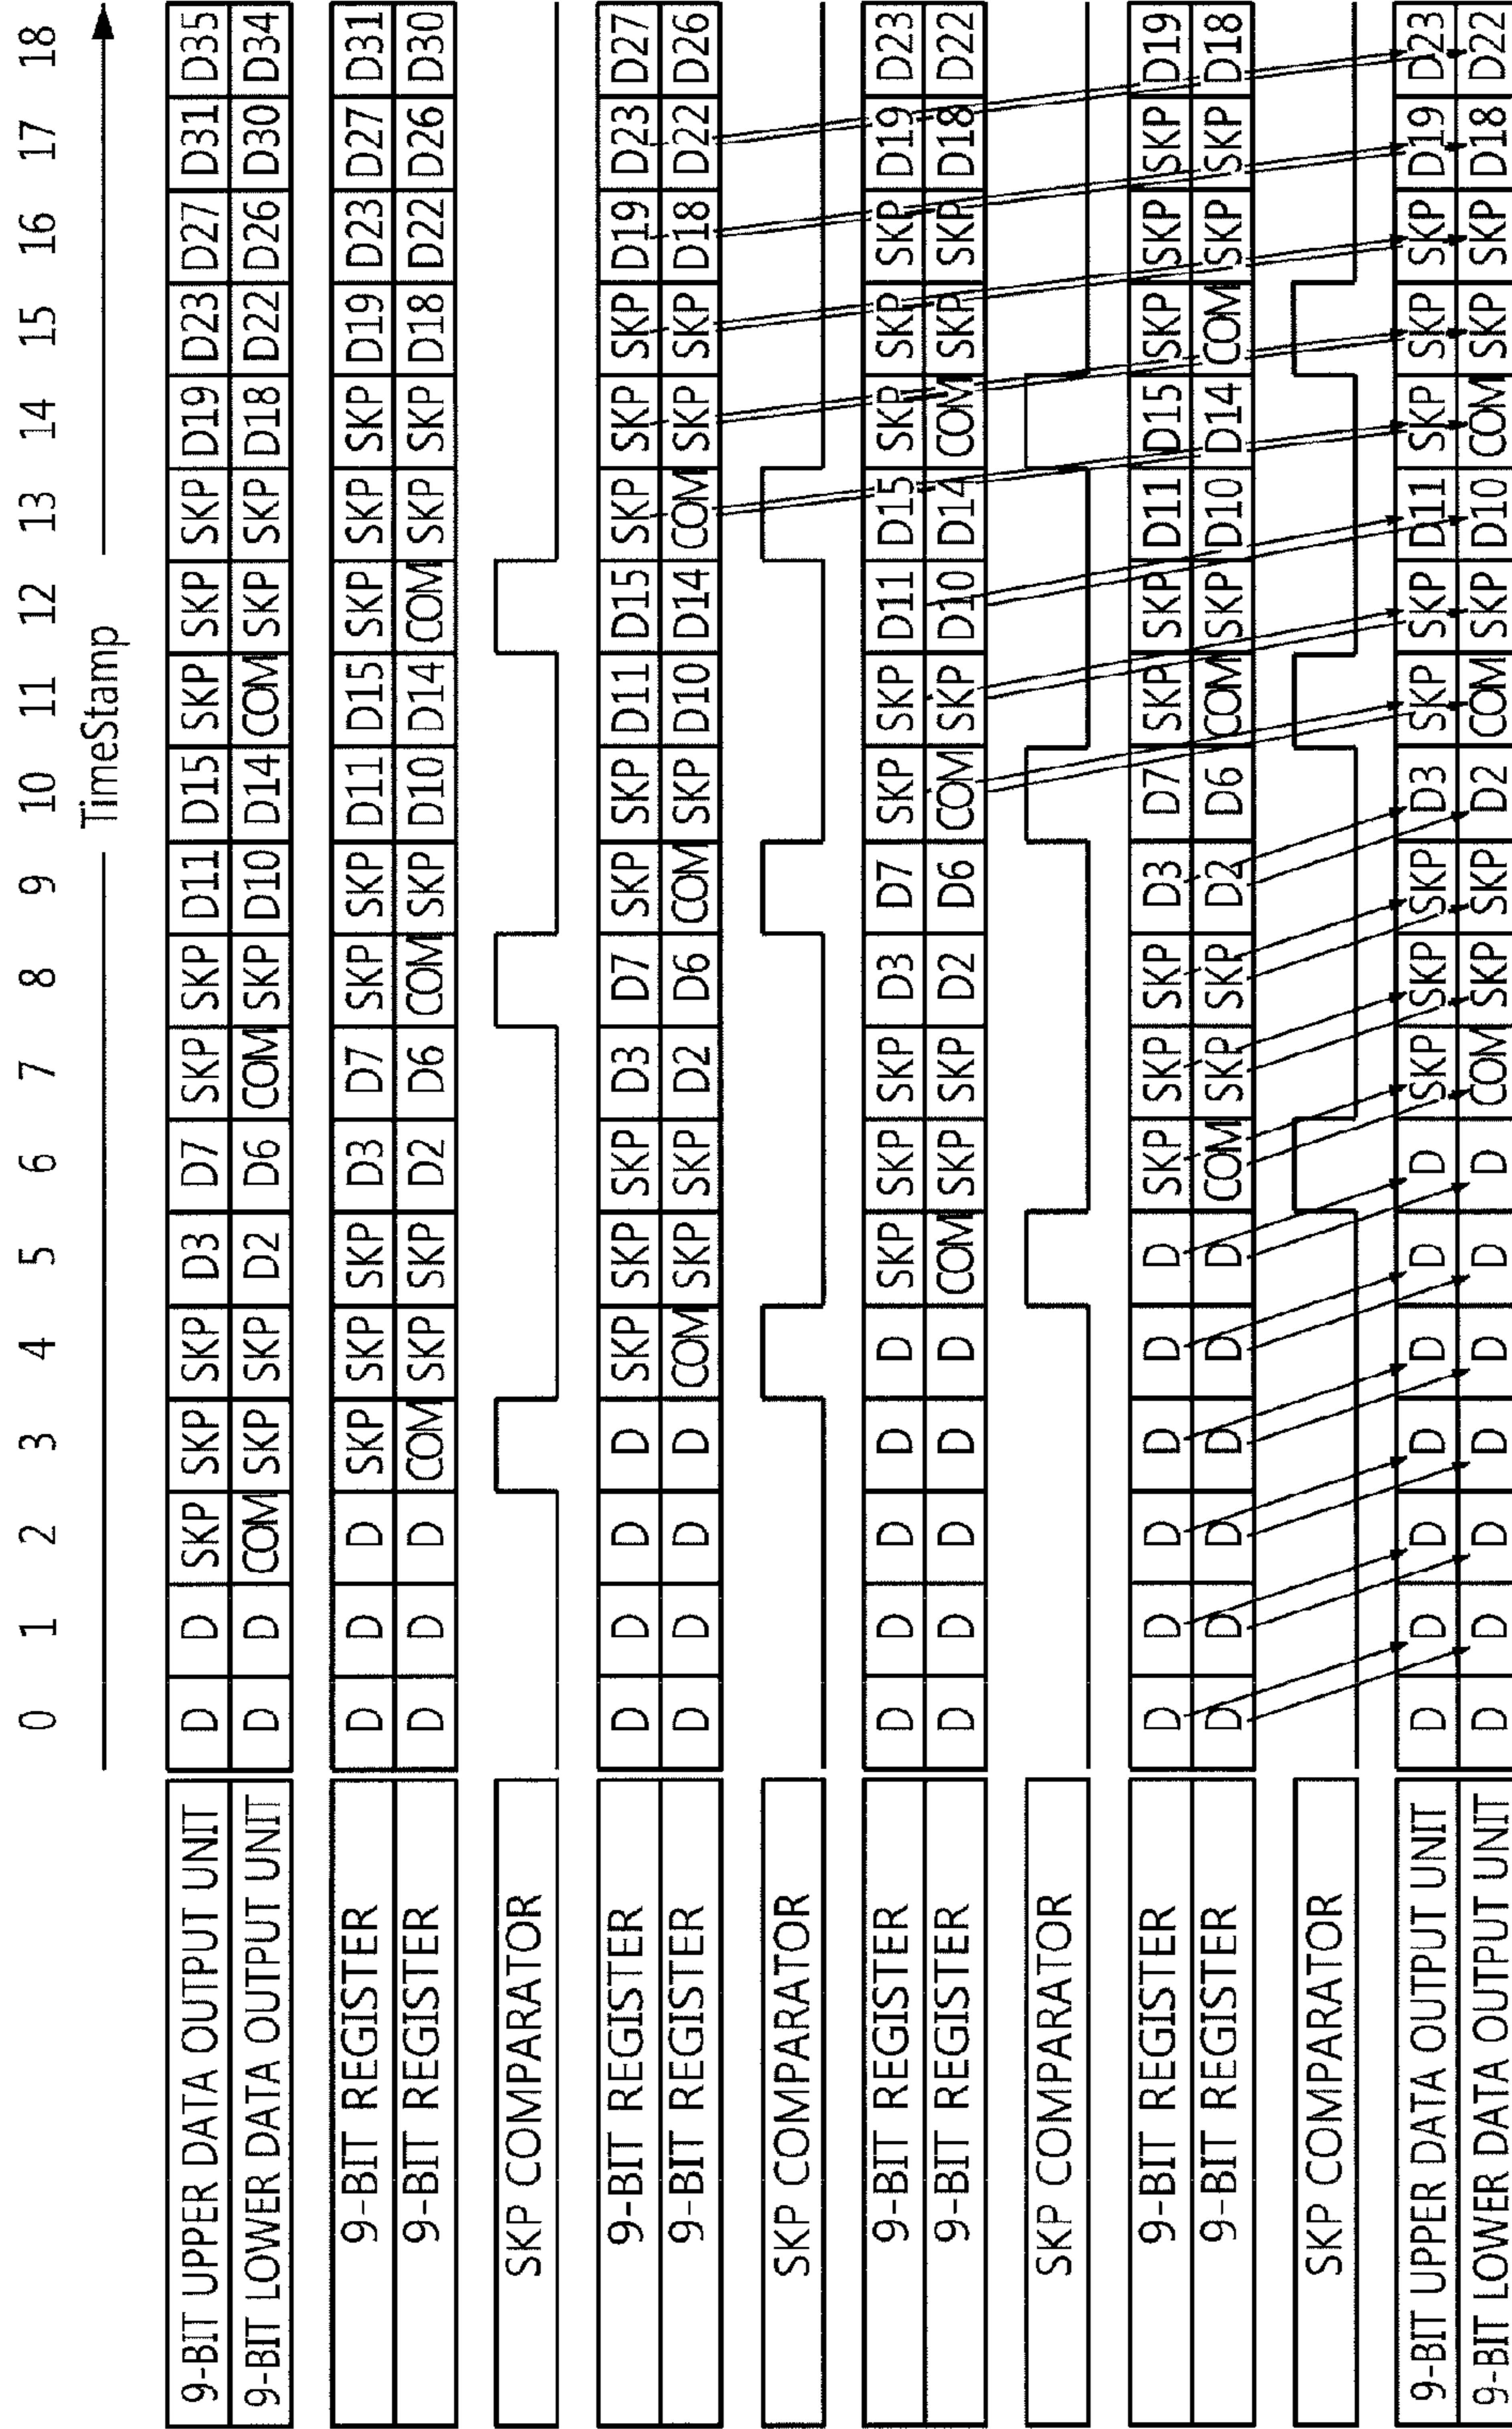 0 1 2 3 4 5 6 7 8 9 10 11 12 13 14 15 16 17 18
TimeStamp
9-BIT UPPER DATA OUTPUT UNIT D D SKP SKP SKP D3 D7 SKP SKP D11 D15 SKP SKP SKP D19 D23 D27 D31 D35
9-BIT LOWER DATA OUTPUT UNIT D D COM SKP SKP D2 D6 COM SKP D10 D14 COM SKP SKP D18 D22 D26 D30 D34
9-BIT REGISTER D D D SKP SKP SKP D3 D7 SKP SKP D11 D15 SKP SKP SKP D19 D23 D27 D31
9-BIT REGISTER D D D COM SKP SKP D2 D6 COM SKP D10 D14 COM SKP SKP D18 D22 D26 D30
SKP COMPARATOR
9-BIT REGISTER D D D D SKP SKP SKP D3 D7 SKP SKP D11 D15 SKP SKP SKP D19 D23 D27
9-BIT REGISTER D D D D COM SKP SKP D2 D6 COM SKP D10 D14 COM SKP SKP D18 D22 D26
SKP COMPARATOR
9-BIT REGISTER D D D D D SKP SKP SKP D3 D7 SKP SKP D11 D15 SKP SKP SKP D19 D23
9-BIT REGISTER D D D D D COM SKP SKP D2 D6 COM SKP D10 D14 COM SKP SKP D18 D22
SKP COMPARATOR
9-BIT REGISTER D D D D D D SKP SKP SKP D3 D7 SKP SKP D11 D15 SKP SKP SKP D19
9-BIT REGISTER D D D D D D COM SKP SKP D2 D6 COM SKP D10 D14 COM SKP SKP D18
SKP COMPARATOR
9-BIT UPPER DATA OUTPUT UNIT D D D D D D D SKP SKP SKP D3 SKP SKP D11 SKP SKP SKP D19 D23
9-BIT LOWER DATA OUTPUT UNIT D D D D D D D COM SKP SKP D2 COM SKP D10 COM SKP SKP D18 D22